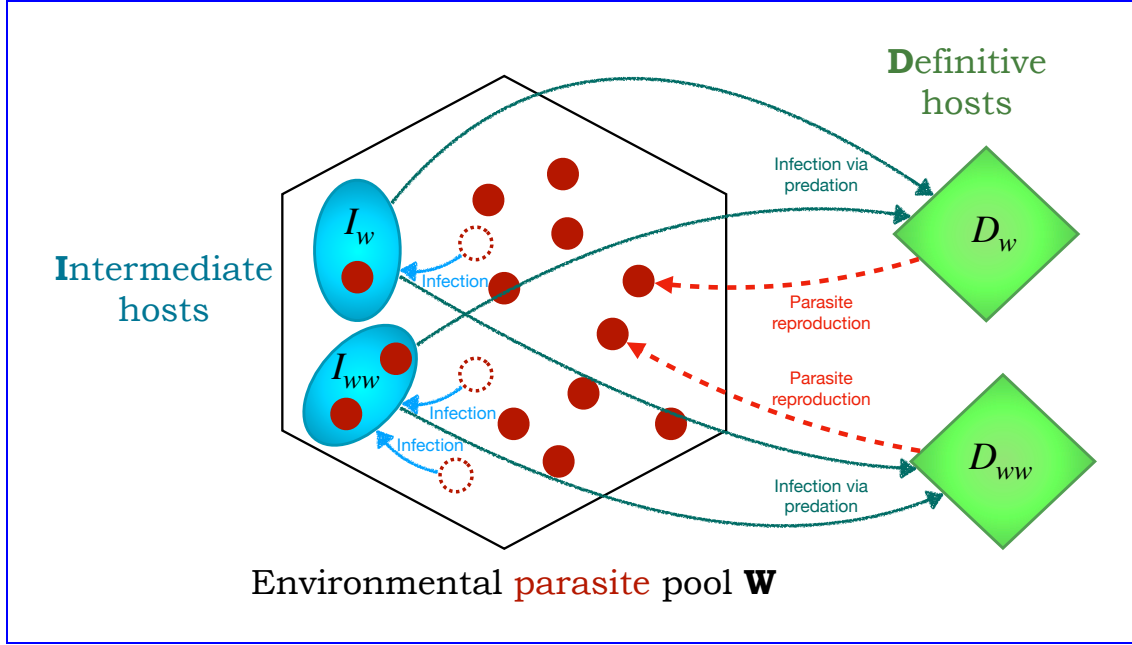 Definitive
hosts
Infection via
predation
I_w
D_w
Intermediate
hosts
Infection
Parasite
reproduction
I_ww
Parasite
reproduction
Infection
Infection
D_ww
Infection via
predation
Environmental parasite pool W